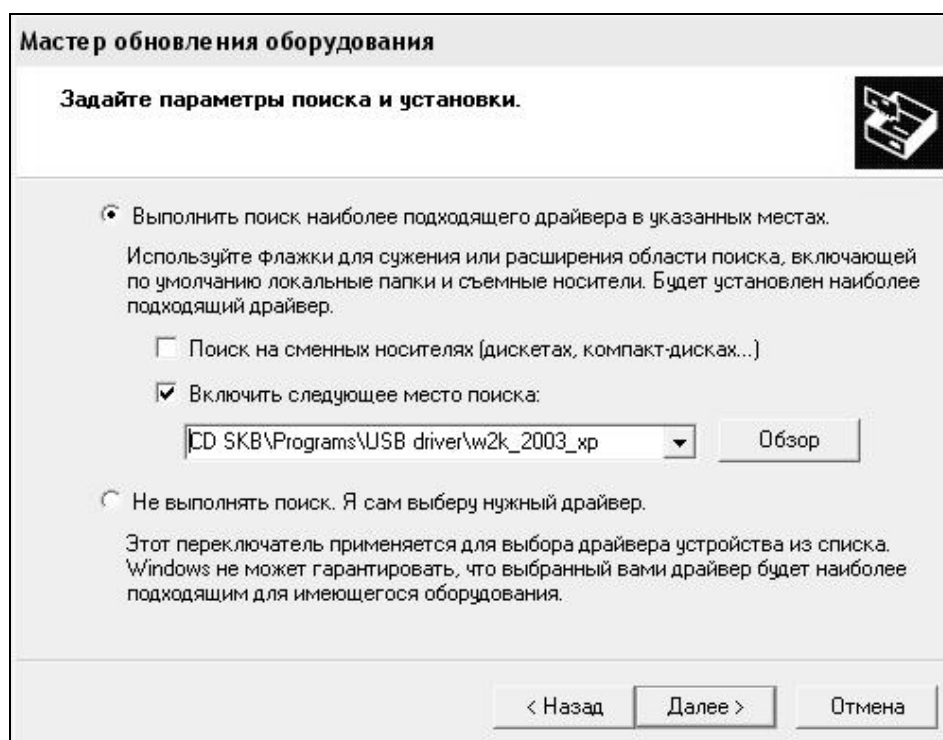 Мастер обновления оборудования
Задайте параметры поиска и установки.
Выполнить поиск наиболее подходящего драйвера в указанных местах.
Используйте флажки для сужения или расширения области поиска, включающей
по умолчанию локальные папки и съемные носители. Будет установлен наиболее
подходящий драйвер.
Поиск на сменных носителях (дискетах, компакт-дисках...)
Включить следующее место поиска:
CD SKB\Programs\USB driver\w2k_2003_xp
Обзор
Не выполнять поиск. Я сам выберу нужный драйвер.
Этот переключатель применяется для выбора драйвера устройства из списка.
Windows не может гарантировать, что выбранный вами драйвер будет наиболее
подходящим для имеющегося оборудования.
< Назад
Далее >
Отмена